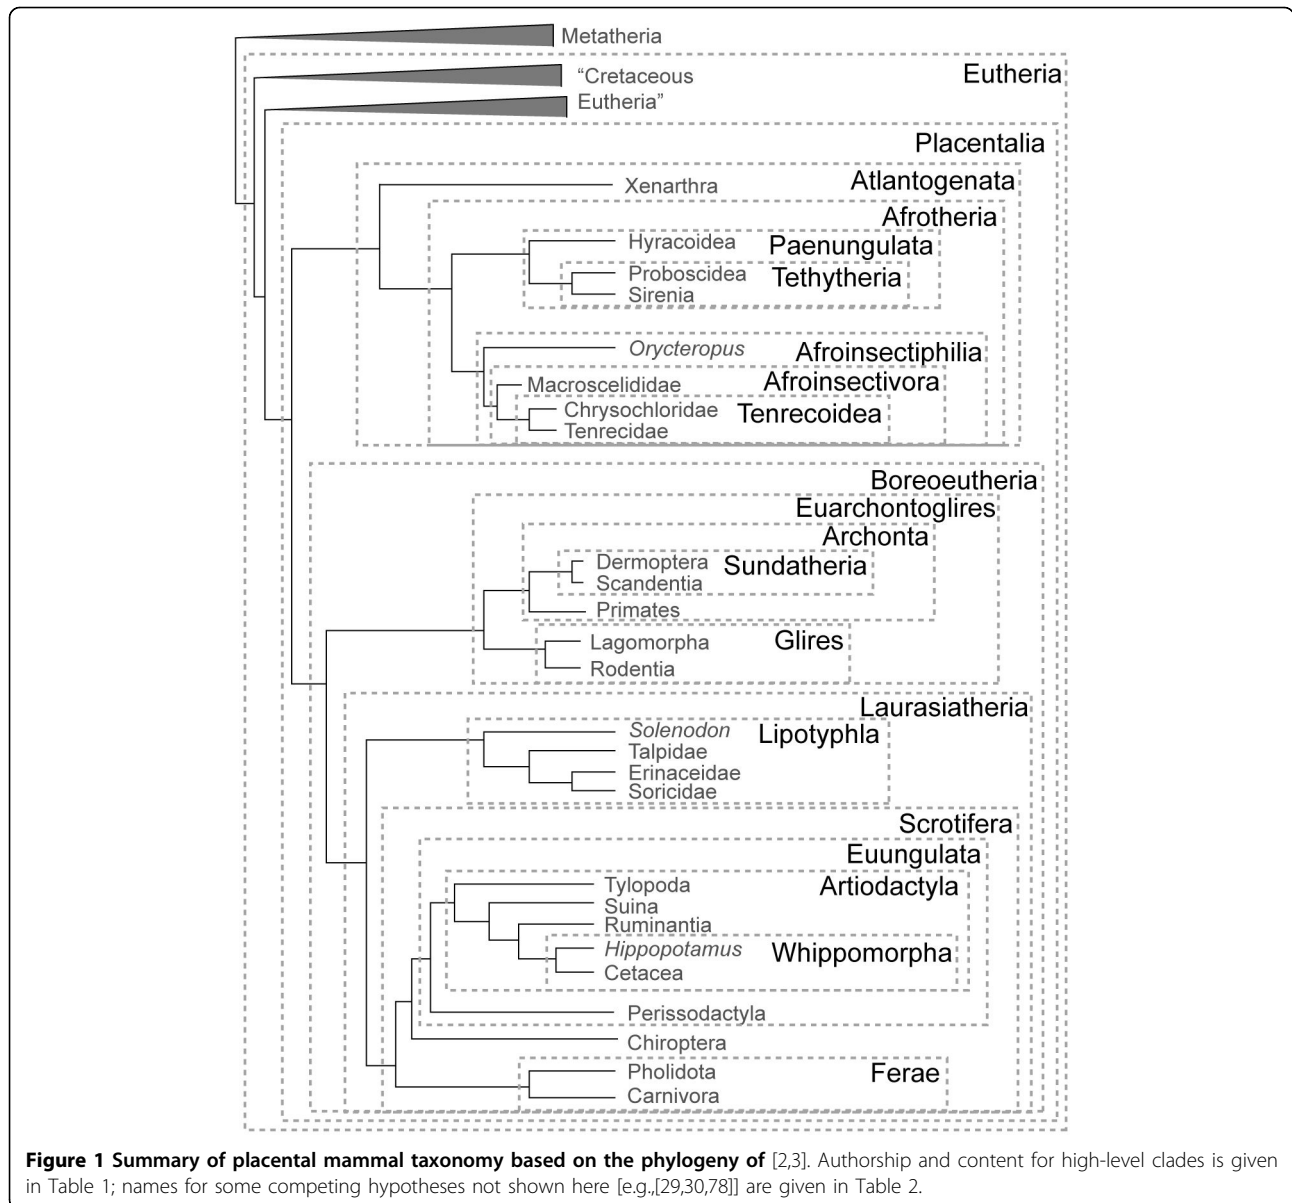 Metatheria
Eutheria
“Cretaceous
Eutheria”
Placentalia
Atlantogenata
Xenarthra
Afrotheria
Hyracoidea
Paenungulata
Proboscidea
Tethytheria
Sirenia
Orycteropus
Afroinsectiphilia
Macroscelididae
Afroinsectivora
Chrysochloridae
Tenrecoidea
Tenrecidae
Boreoeutheria
Euarchontoglires
Archonta
Dermoptera
Sundatheria
Scandentia
Primates
Lagomorpha
Glires
Rodentia
Laurasiatheria
Solenodon
Lipotyphla
Talpidae
Erinaceidae
Soricidae
Scrotifera
Euungulata
Tylopoda
Artiodactyla
Suina
Ruminantia
Hippopotamus
Whippomorpha
Cetacea
Perissodactyla
Chiroptera
Pholidota
Ferae
Carnivora
Figure 1 Summary of placental mammal taxonomy based on the phylogeny of [2,3]. Authorship and content for high-level clades is given
in Table 1; names for some competing hypotheses not shown here [e.g.,[29,30,78]] are given in Table 2.